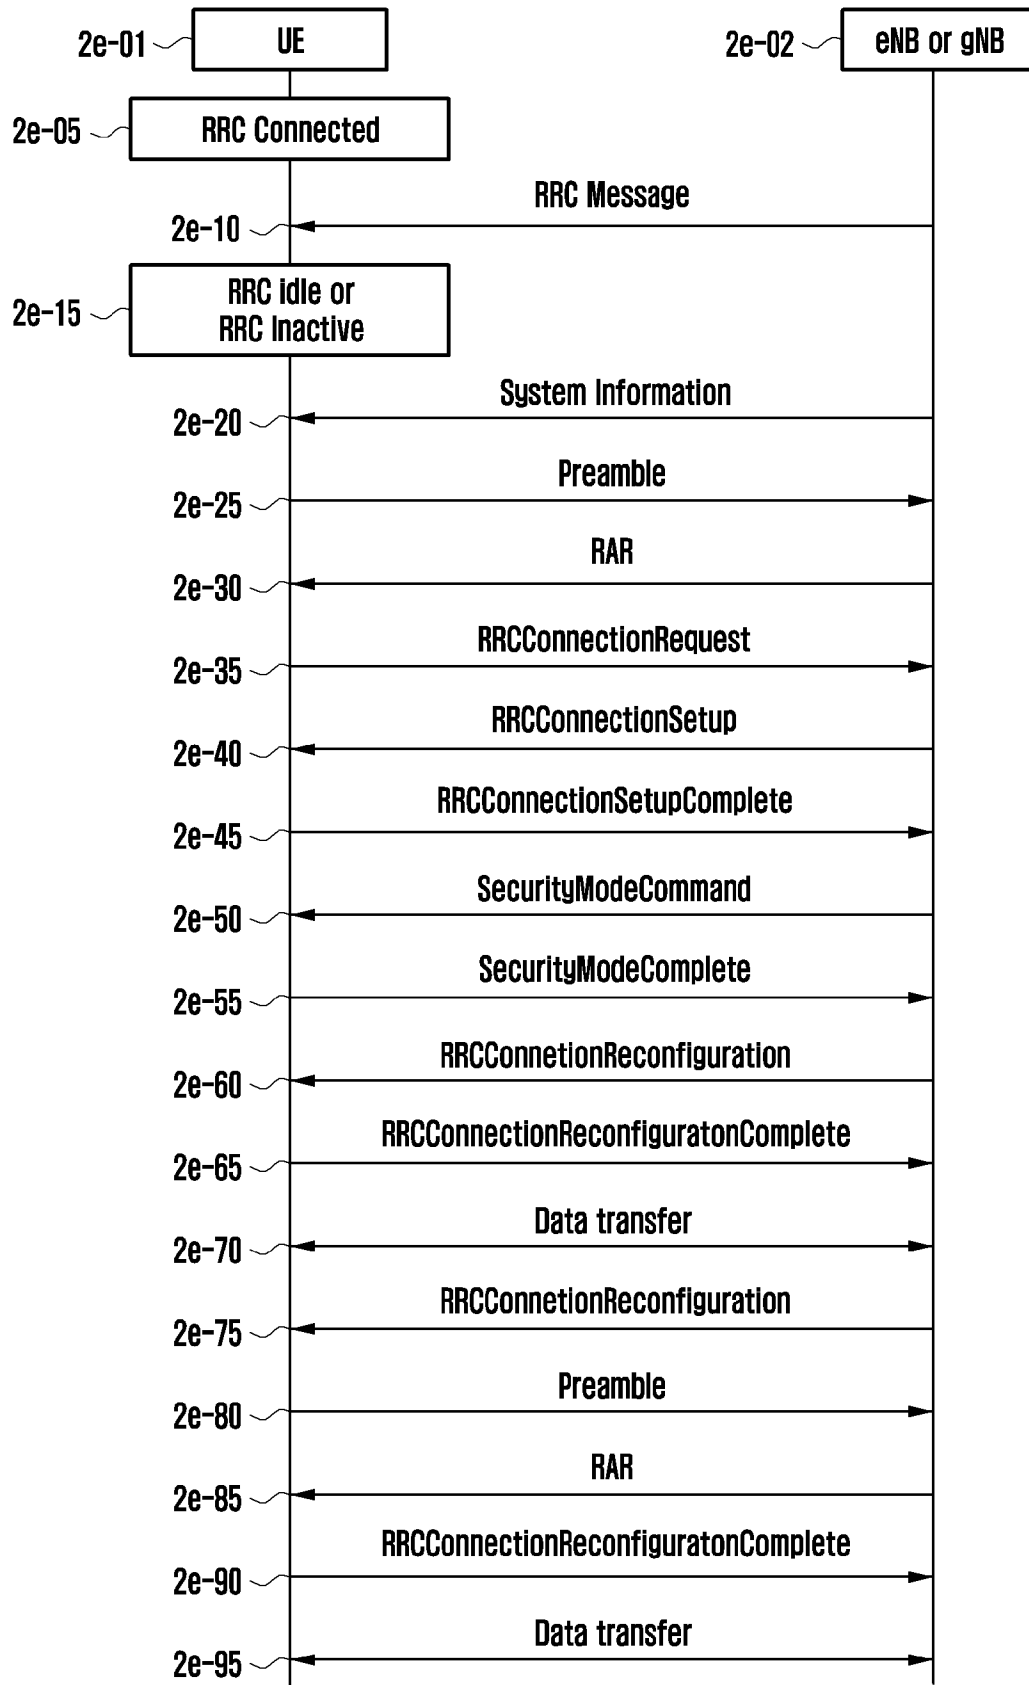 2e-01
UE
2e-02
eNB or gNB
2e-05
RRC Connected
RRC Message
2e-10
2e-15
RRC idle or
RRC Inactive
System Information
2e-20
Preamble
2e-25
RAR
2e-30
RRCConnectionRequest
2e-35
RRCConnectionSetup
2e-40
RRCConnectionSetupComplete
2e-45
SecurityModeCommand
2e-50
SecurityModeComplete
2e-55
RRCConnetionReconfiguration
2e-60
RRCConnectionReconfiguratonComplete
2e-65
Data transfer
2e-70
RRCConnetionReconfiguration
2e-75
Preamble
2e-80
RAR
2e-85
RRCConnectionReconfiguratonComplete
2e-90
Data transfer
2e-95